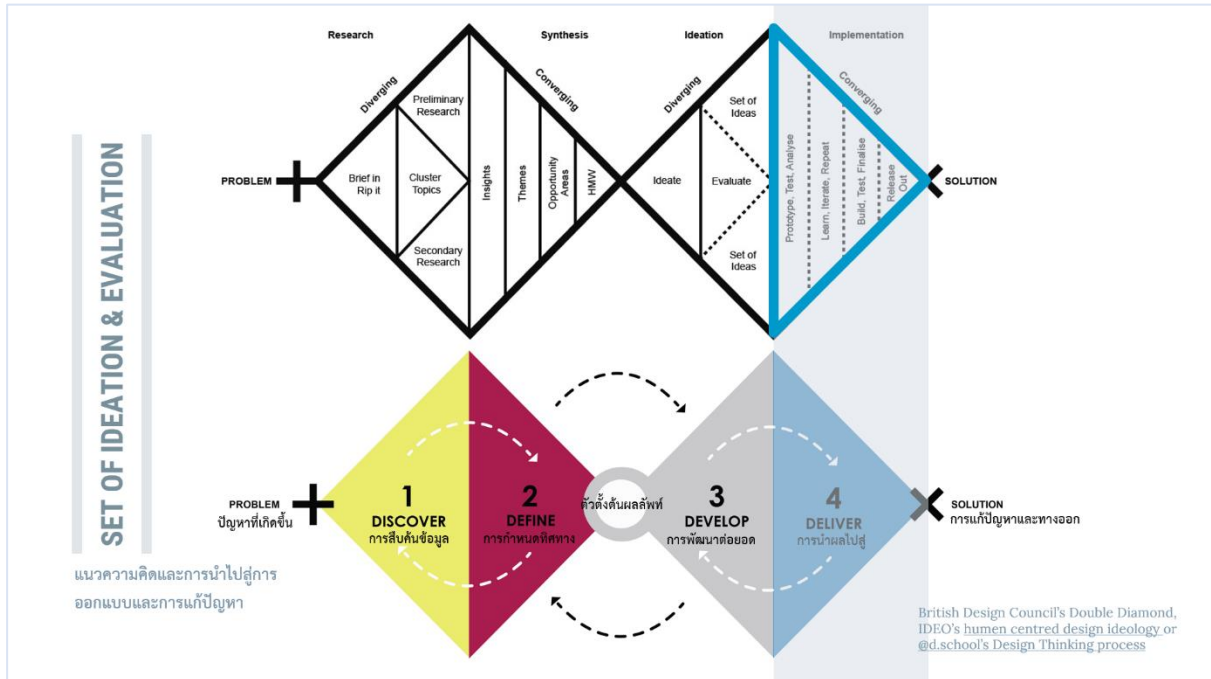 SET OF IDEATION & EVALUATION
แนวความคิดและการนำไปสู่การ
ออกแบบและการแก้ปัญหา
Research
Synthesis
Ideation
Implementation
Diverging
Converging
Diverging
Converging
PROBLEM
Brief in
Rip it
Preliminary
Research
Cluster
Topics
Secondary
Research
Insights
Themes
Opportunity
Areas
HMW
Ideate
Set of
Ideas
Evaluate
Set of
Ideas
Prototype, Test, Analyse
Learn, Iterate, Repeat
Build, Test, Finalise
Release
Out
SOLUTION
PROBLEM
ปัญหาที่เกิดขึ้น
1
DISCOVER
การสืบค้นข้อมูล
2
DEFINE
การกำหนดทิศทาง
ตัวตั้งต้นผลลัพท์
3
DEVELOP
การพัฒนาต่อยอด
4
DELIVER
การนำผลไปสู่
SOLUTION
การแก้ปัญหาและทางออก
British Design Council's Double Diamond,
IDEO's human centred design ideology or
@d.school's Design Thinking process